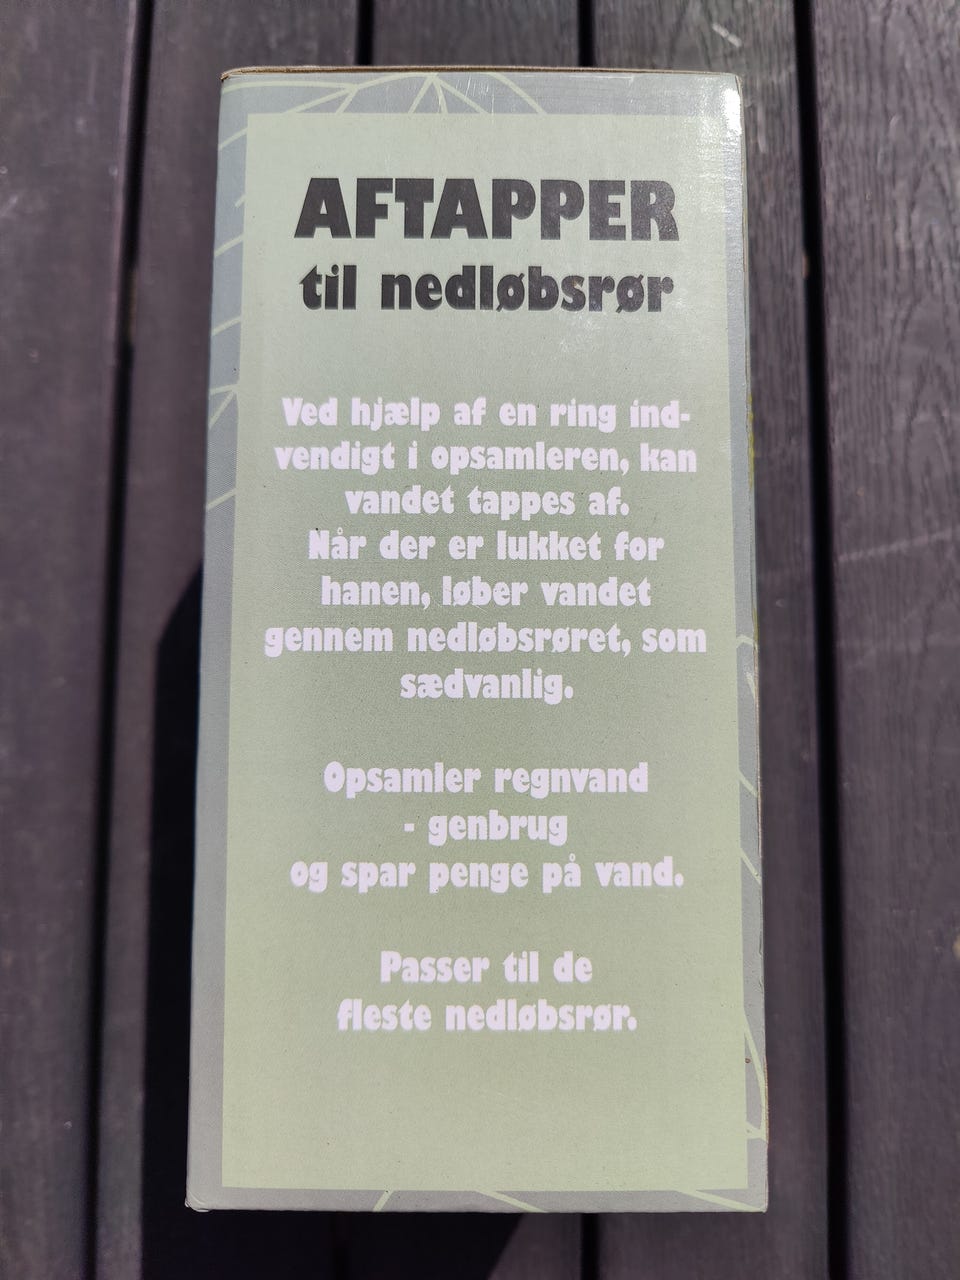 AFTAPPER
til nedløbsrør
Ved hjælp af en ring ind-
vendigt i opsamleren, kan
vandet tappes af.
Når der er lukket for
hanen, løber vandet
gennem nedløbsrøret, som
sædvanlig.
Opsamler regnvand
- genbrug
og spar penge på vand.
Passer til de
fleste nedløbsrør.